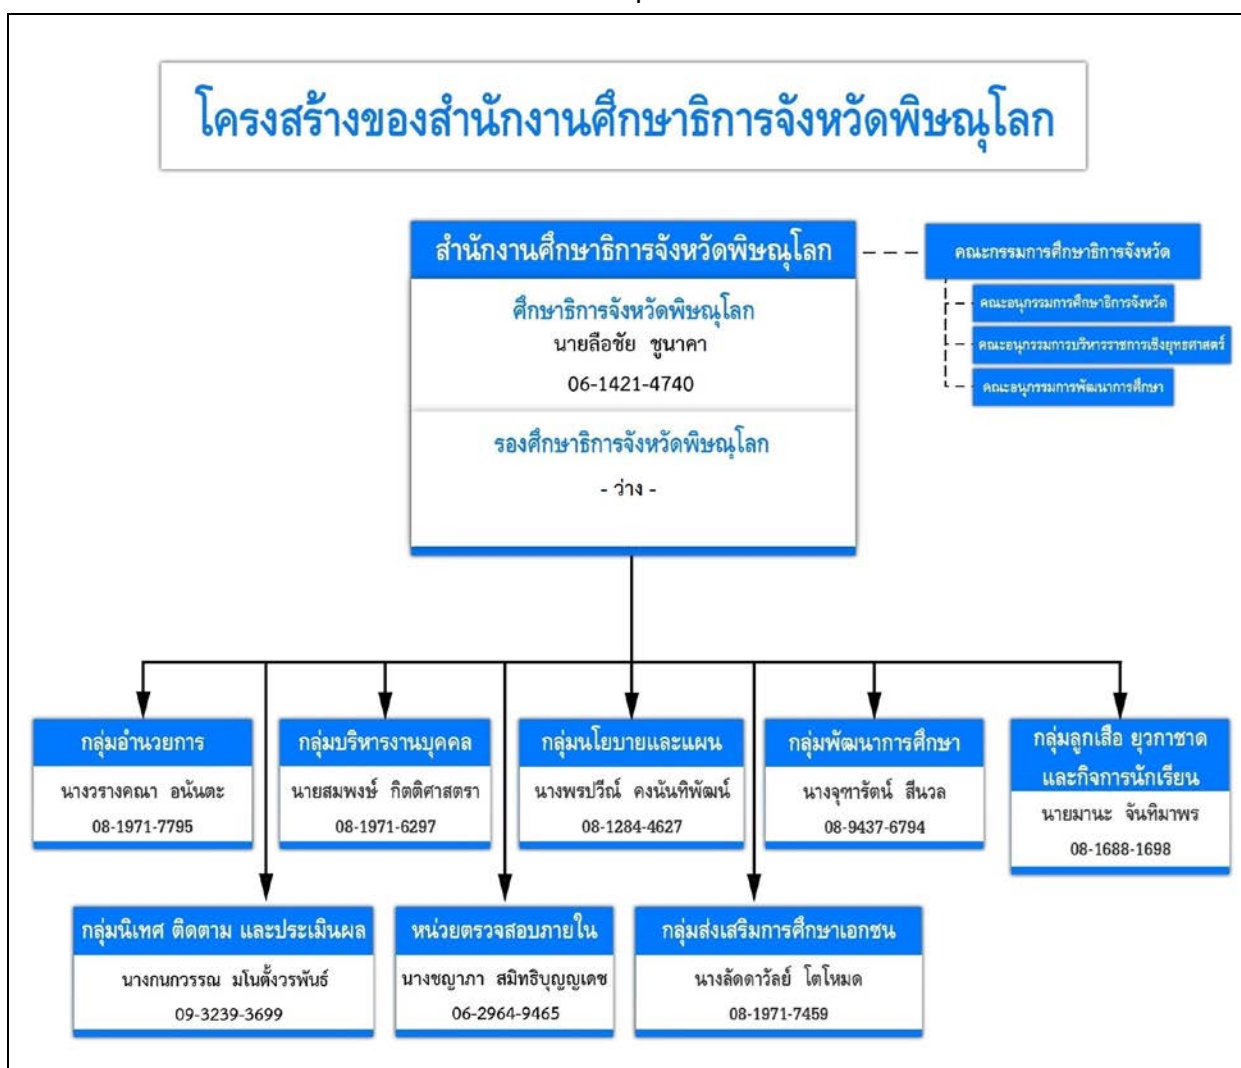 โครงสร้างของสำนักงานศึกษาธิการจังหวัดพิษณุโลก
สำนักงานศึกษาธิการจังหวัดพิษณุโลก
ศึกษาธิการจังหวัดพิษณุโลก
นายลือชัย ชูนาคา
06-1421-4740
รองศึกษาธิการจังหวัดพิษณุโลก
- ว่าง -
คณะกรรมการศึกษาธิการจังหวัด
คณะอนุกรรมการศึกษาธิการจังหวัด
คณะอนุกรรมการบริหารราชการเชิงยุทธศาสตร์
คณะอนุกรรมการพัฒนาการศึกษา
กลุ่มอำนวยการ
นางวรางคณา อนันตะ
08-1971-7795
กลุ่มบริหารงานบุคคล
นายสมพงษ์ กิตติศาสตรา
08-1971-6297
กลุ่มนโยบายและแผน
นางพรปวีณ์ คงนันทิพัฒน์
08-1284-4627
กลุ่มพัฒนาการศึกษา
นางจุฑารัตน์ สีนวล
08-9437-6794
กลุ่มลูกเสือ ยุวกาชาด
และกิจการนักเรียน
นายมานะ จันทิมาพร
08-1688-1698
กลุ่มนิเทศ ติดตาม และประเมินผล
นางกนกวรรณ มโนตั้งวรพันธ์
09-3239-3699
หน่วยตรวจสอบภายใน
นางชญาภา สมิทธิบุญญเดช
06-2964-9465
กลุ่มส่งเสริมการศึกษาเอกชน
นางลัดดาวัลย์ โตโหมด
08-1971-7459